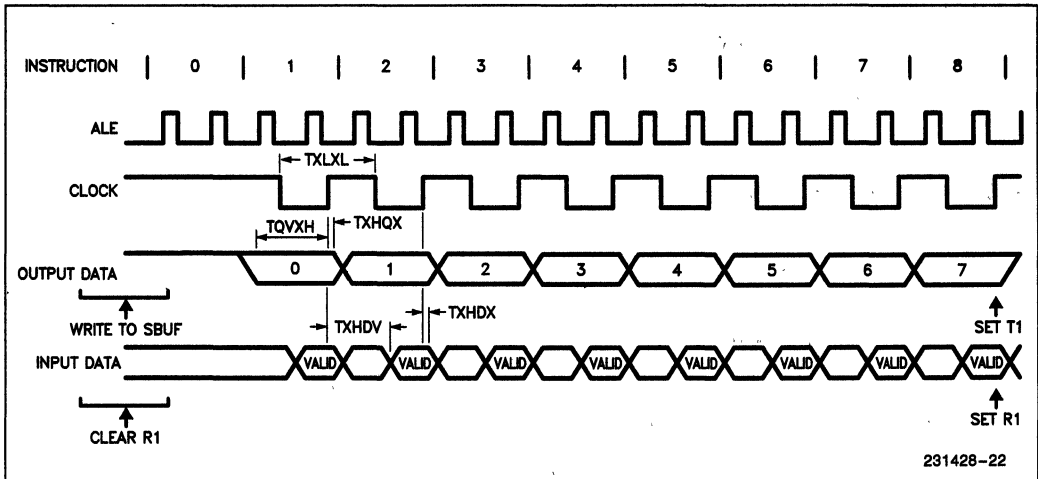 INSTRUCTION | 0 | 1 | 2 | 3 | 4 | 5 | 6 | 7 | 8 |
ALE
TXLXL
CLOCK
TQVXH TXHQX
OUTPUT DATA 0 1 2 3 4 5 6 7
WRITE TO SBUF TXHDV TXHDX SET T1
INPUT DATA VALID VALID VALID VALID VALID VALID VALID VALID
CLEAR R1 SET R1
231428-22